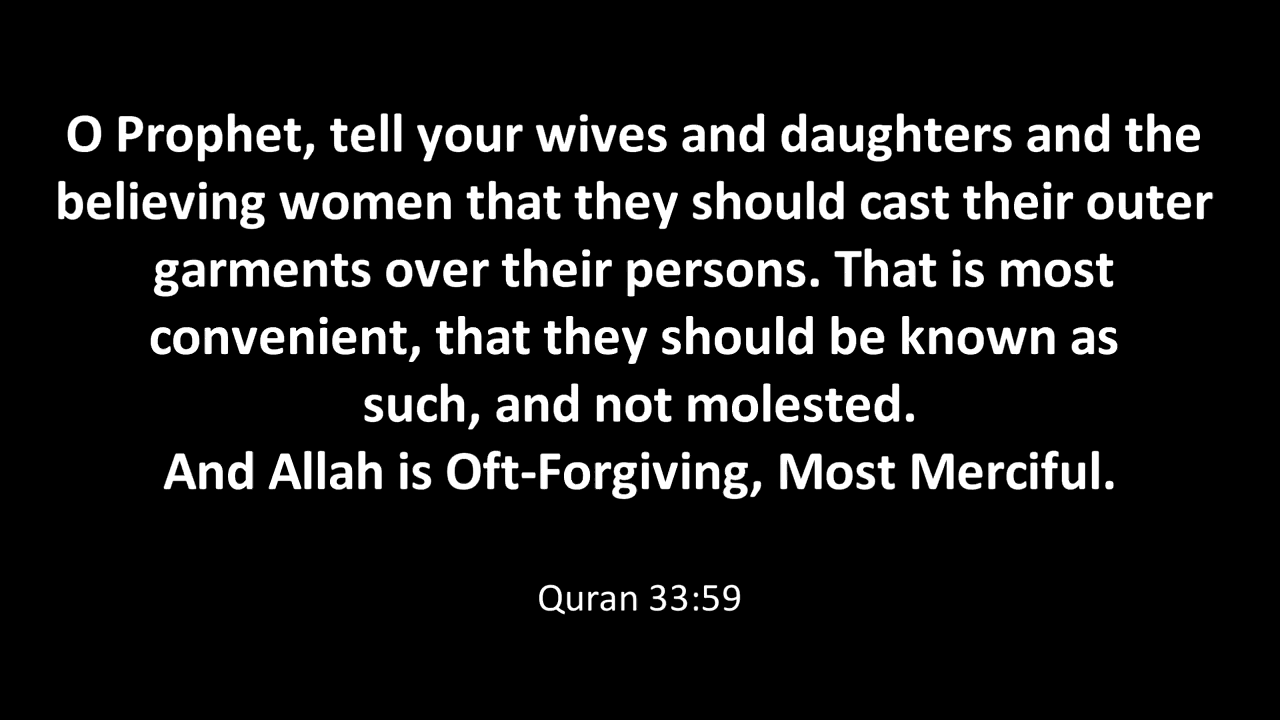 O Prophet, tell your wives and daughters and the
believing women that they should cast their outer
garments over their persons. That is most
convenient, that they should be known as
such, and not molested.
And Allah is Oft-Forgiving, Most Merciful.
Quran 33:59